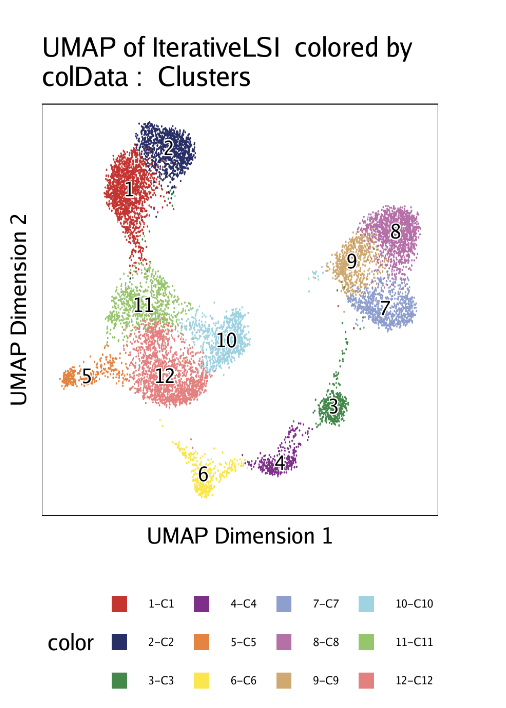 UMAP of IterativeLSI colored by
colData : Clusters
UMAP Dimension 2
2
1
8
9
11
7
10
12
5
3
4
6
UMAP Dimension 1
color
1-C1 4-C4 7-C7 10-C10
2-C2 5-C5 8-C8 11-C11
3-C3 6-C6 9-C9 12-C12